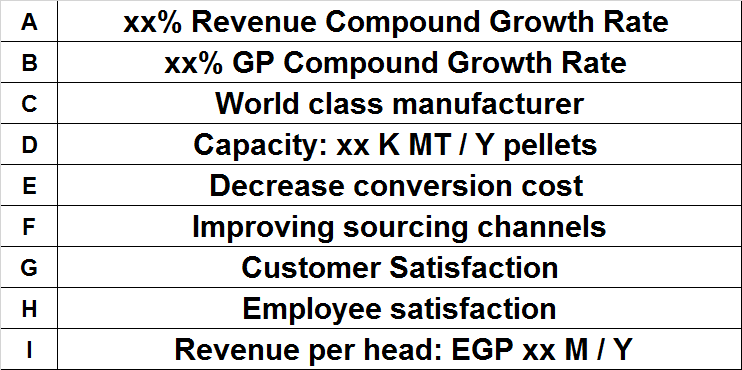 A xx% Revenue Compound Growth Rate
B xx% GP Compound Growth Rate
C World class manufacturer
D Capacity: xx K MT / Y pellets
E Decrease conversion cost
F Improving sourcing channels
G Customer Satisfaction
H Employee satisfaction
I Revenue per head: EGP xx M / Y